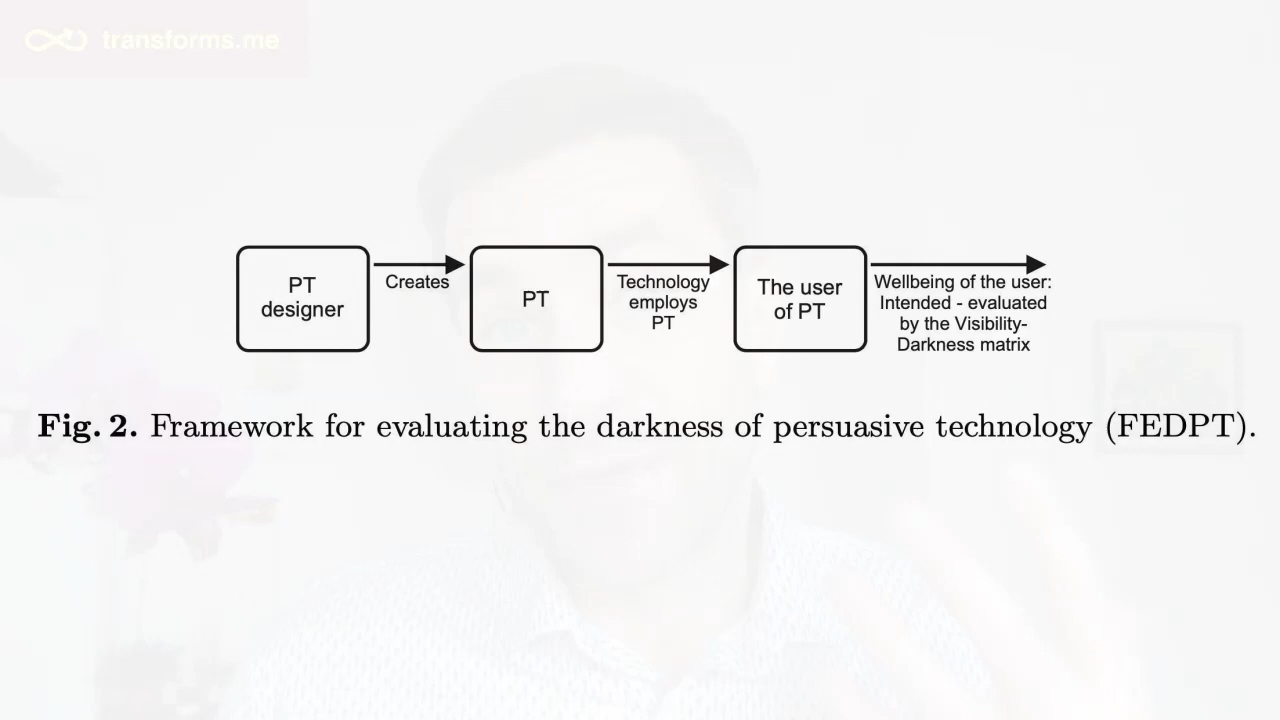 transforms.me
PT
designer
Creates
PT
Technology
employs
PT
The user
of PT
Wellbeing of the user:
Intended - evaluated
by the Visibility-
Darkness matrix
Fig. 2. Framework for evaluating the darkness of persuasive technology (FEDPT).